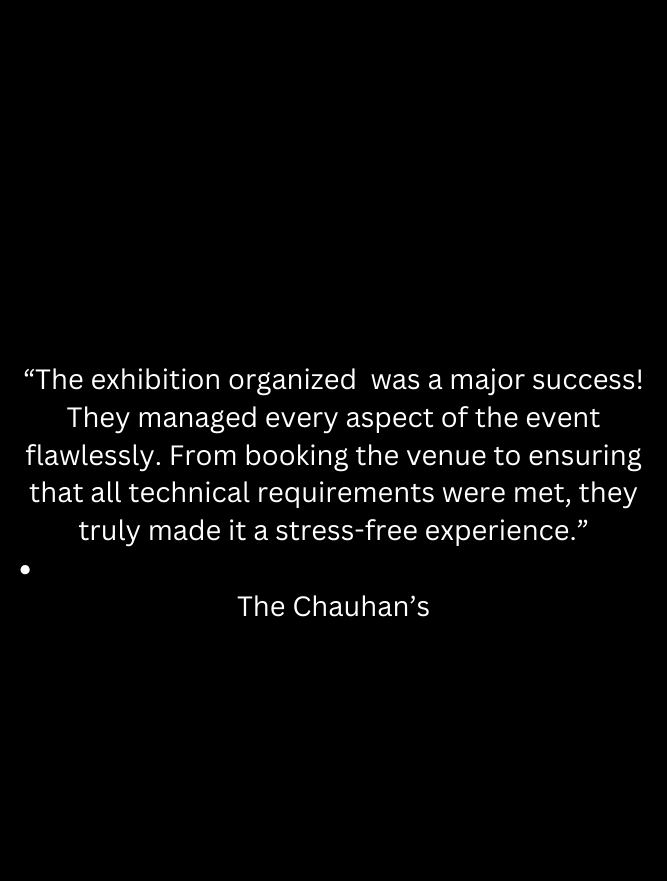 “The exhibition organized  was a major success!
They managed every aspect of the event
flawlessly. From booking the venue to ensuring
that all technical requirements were met, they
truly made it a stress-free experience.”
•
The Chauhan’s